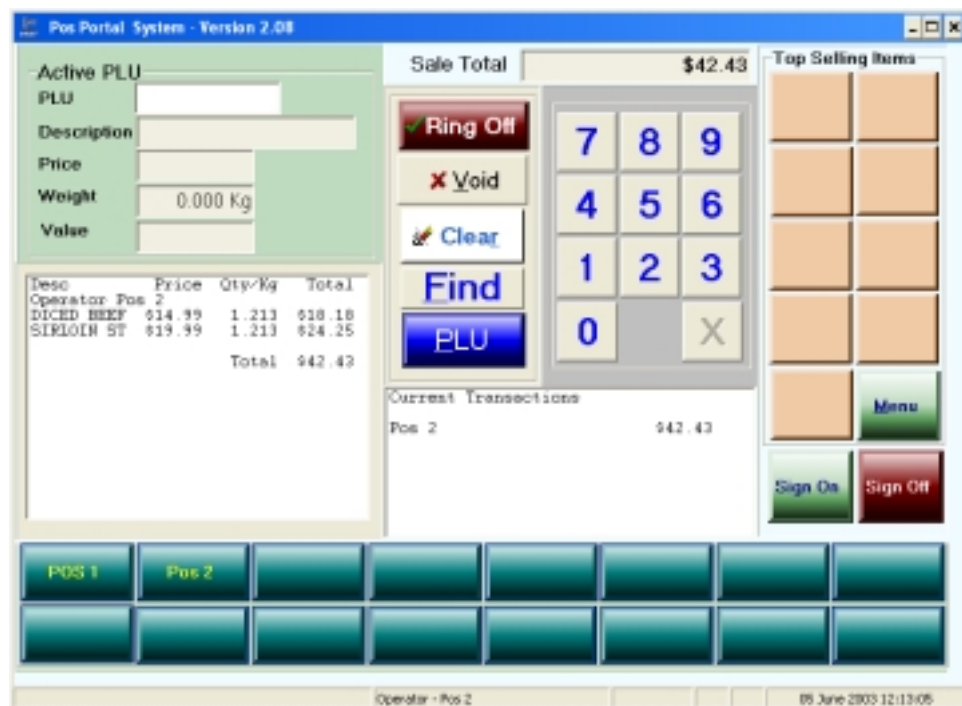 Pos Portal System - Version 2.08
Active PLU
PLU
Description
Price
Weight 0.000 Kg
Value
Sale Total $42.43
Ring Off
Void
Clear
Find
PLU
7 8 9
4 5 6
1 2 3
0 X
Top Selling Items
Menu
Sign On Sign Off
Desc Price Qty/Kg Total
Operator Pos 2
DICED BEEF $14.99 1.213 $18.18
SIRLOIN ST $19.99 1.213 $24.25
Total $42.43
Current Transactions
Pos 2 $42.43
POS 1 Pos 2
Operator - Pos 2 05 June 2003 12:13:05